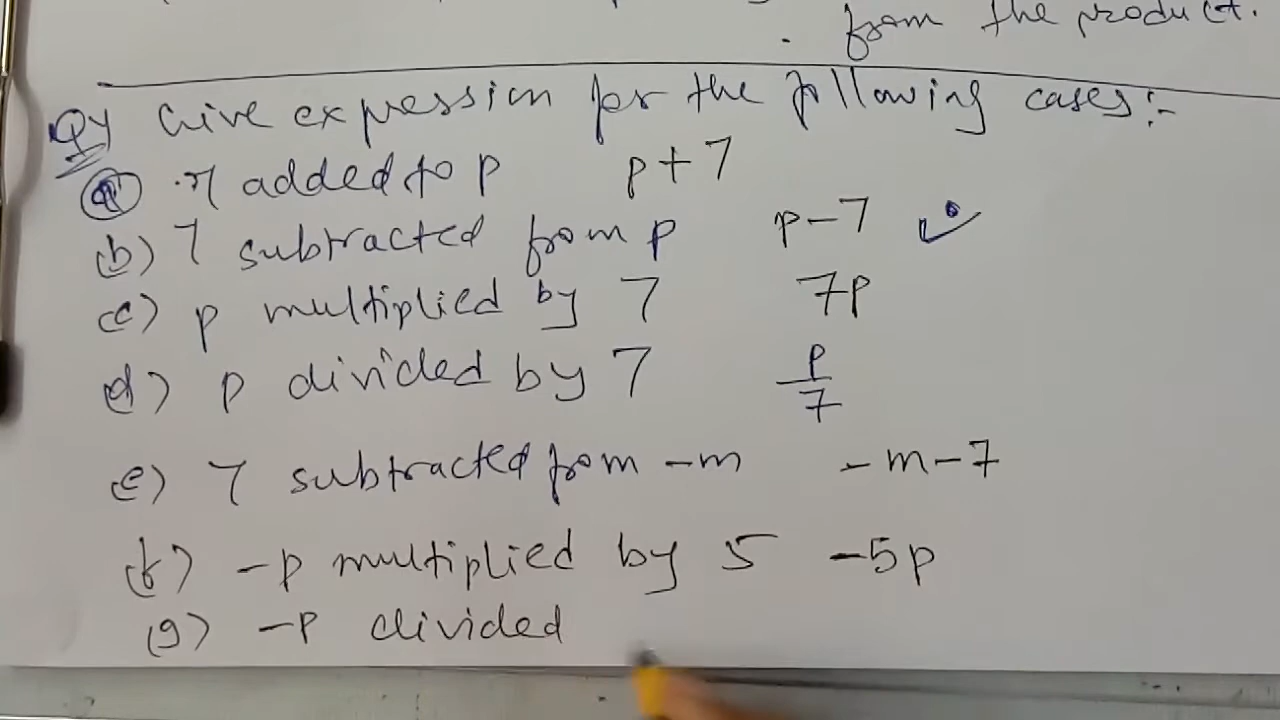 from the product.
Q4 Give expression for the following cases:-
(a) 7 added to p p+7
(b) 7 subtracted from p p-7
(c) p multiplied by 7 7p
(d) p divided by 7 p/7
(e) 7 subtracted from -m -m-7
(f) -p multiplied by 5 -5p
(g) -p divided